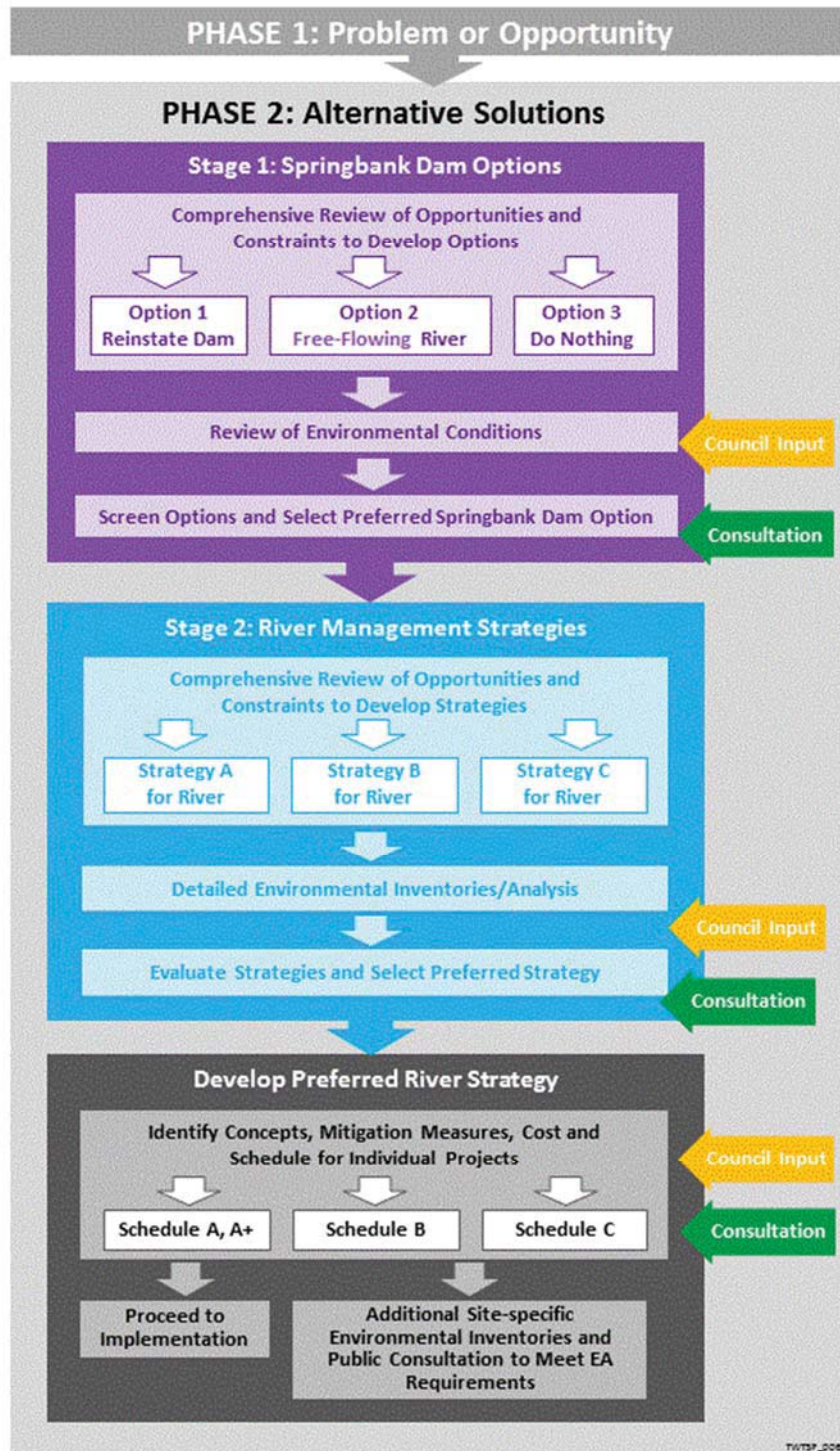 PHASE 1: Problem or Opportunity
PHASE 2: Alternative Solutions
Stage 1: Springbank Dam Options
Comprehensive Review of Opportunities and
Constraints to Develop Options
Option 1
Reinstate Dam
Option 2
Free-Flowing River
Option 3
Do Nothing
Review of Environmental Conditions
Council Input
Screen Options and Select Preferred Springbank Dam Option
Consultation
Stage 2: River Management Strategies
Comprehensive Review of Opportunities and
Constraints to Develop Strategies
Strategy A
for River
Strategy B
for River
Strategy C
for River
Detailed Environmental Inventories/Analysis
Council Input
Evaluate Strategies and Select Preferred Strategy
Consultation
Develop Preferred River Strategy
Identify Concepts, Mitigation Measures, Cost and
Schedule for Individual Projects
Council Input
Schedule A, A+
Schedule B
Schedule C
Consultation
Proceed to
Implementation
Additional Site-specific
Environmental Inventories and
Public Consultation to Meet EA
Requirements